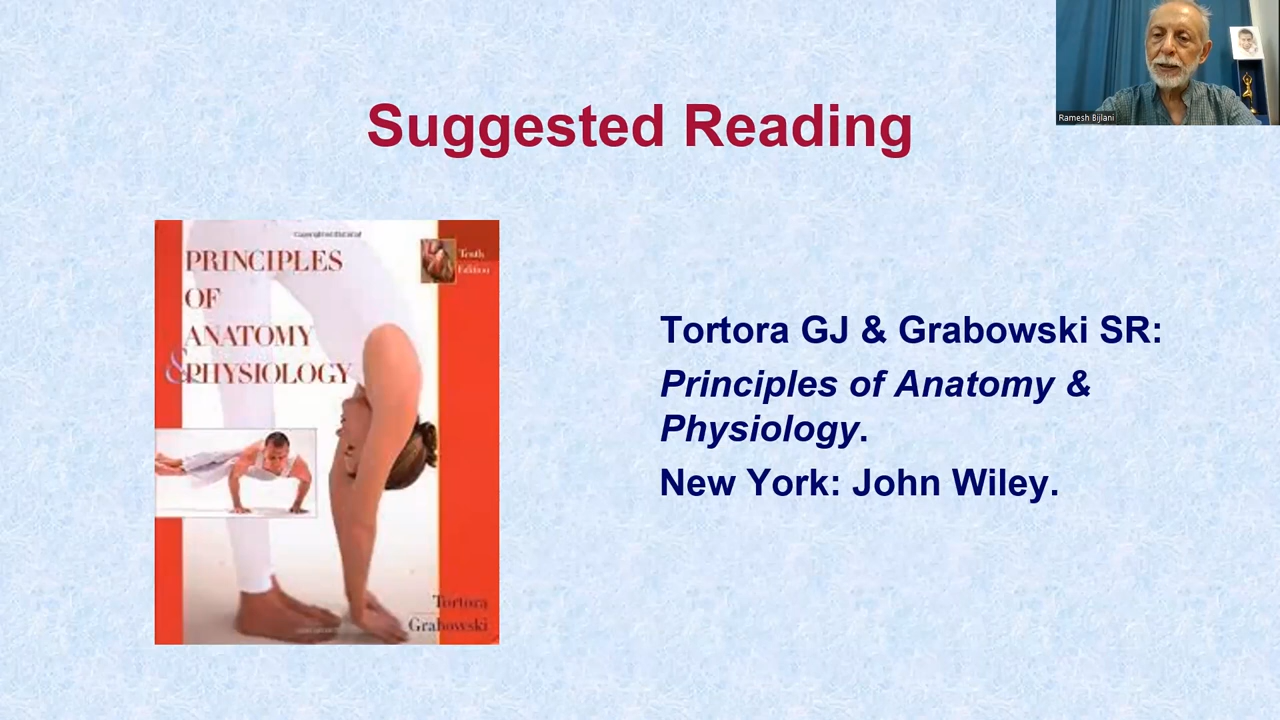 Ramesh Bijlani
Suggested Reading
PRINCIPLES
OF
ANATOMY
&PHYSIOLOGY
Tenth
Edition
Tortora
Grabowski
Tortora GJ & Grabowski SR:
Principles of Anatomy &
Physiology.
New York: John Wiley.